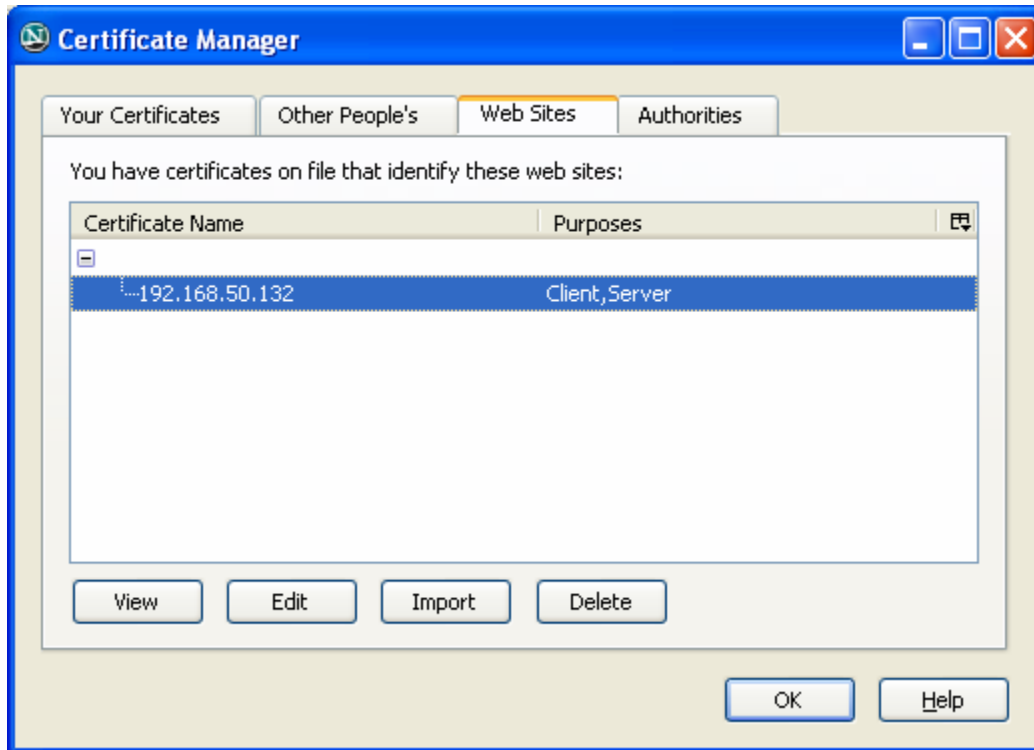 Certificate Manager
Your Certificates Other People's Web Sites Authorities
You have certificates on file that identify these web sites:
Certificate Name Purposes
192.168.50.132 Client,Server
View Edit Import Delete
OK Help